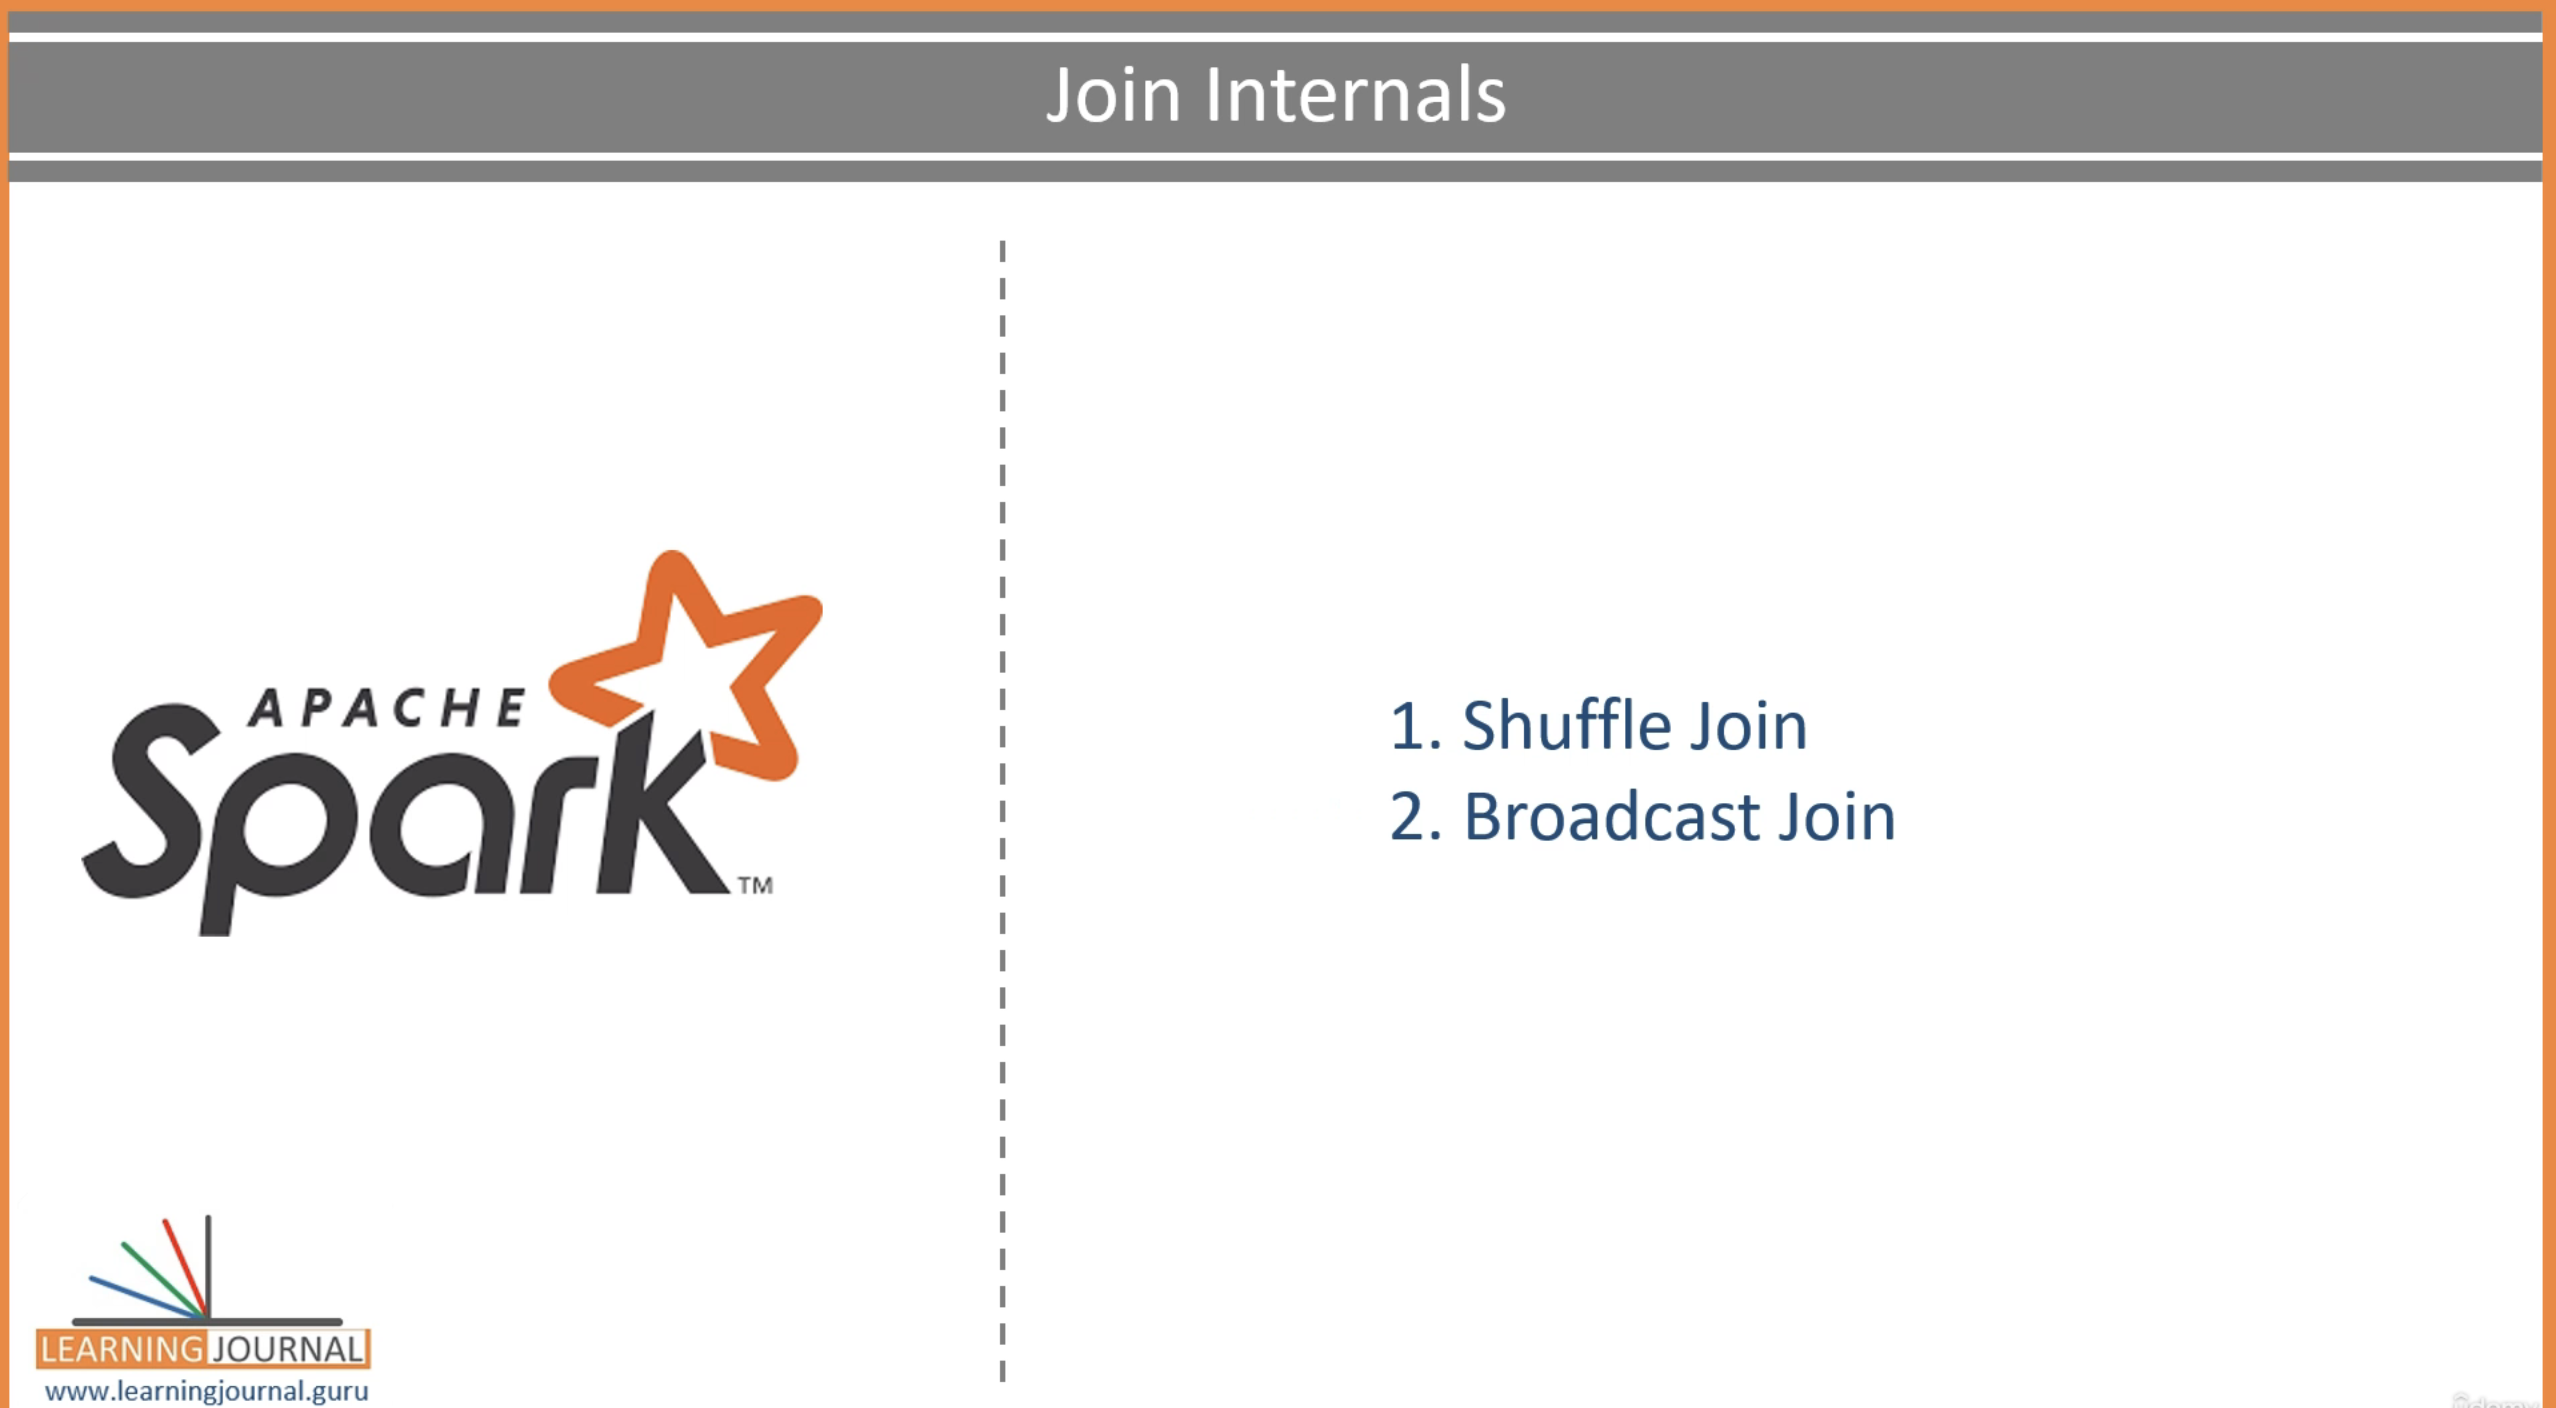 Join Internals
APACHE
Spark
TM
1. Shuffle Join
2. Broadcast Join
LEARNING JOURNAL
www.learningjournal.guru